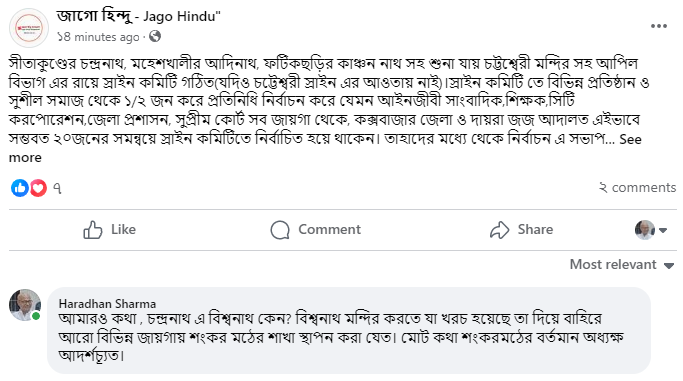 জাগো হিন্দু - Jago Hindu"
১৮ minutes ago ·
সীতাকুণ্ডের চন্দ্রনাথ, মহেশখালীর আদিনাথ, ফটিকছড়ির কাঞ্চন নাথ সহ শুনা যায় চট্টশ্বেরী মন্দির সহ আপিল
বিভাগ এর রায়ে স্রাইন কমিটি গঠিত(যদিও চট্টেশ্বরী স্রাইন এর আওতায় নাই)।স্রাইন কমিটি তে বিভিন্ন প্রতিষ্ঠান ও
সুশীল সমাজ থেকে ১/২ জন করে প্রতিনিধি নির্বাচন করে যেমন আইনজীবী সাংবাদিক,শিক্ষক,সিটি
করপোরেশন,জেলা প্রশাসন, সুপ্রীম কোর্ট সব জায়গা থেকে, কক্সবাজার জেলা ও দায়রা জজ আদালত এইভাবে
সম্ভবত ২০জনের সমন্বয়ে স্রাইন কমিটিতে নির্বাচিত হয়ে থাকেন। তাহাদের মধ্যে থেকে নির্বাচন এ সভাপ... See
more
৭
২ comments
Like
Comment
Share
Most relevant
Haradhan Sharma
আমারও কথা , চন্দ্রনাথ এ বিশ্বনাথ কেন? বিশ্বনাথ মন্দির করতে যা খরচ হয়েছে তা দিয়ে বাহিরে
আরো বিভিন্ন জায়গায় শংকর মঠের শাখা স্থাপন করা যেত। মোট কথা শংকরমঠের বর্তমান অধ্যক্ষ
আদর্শচ্যূত।